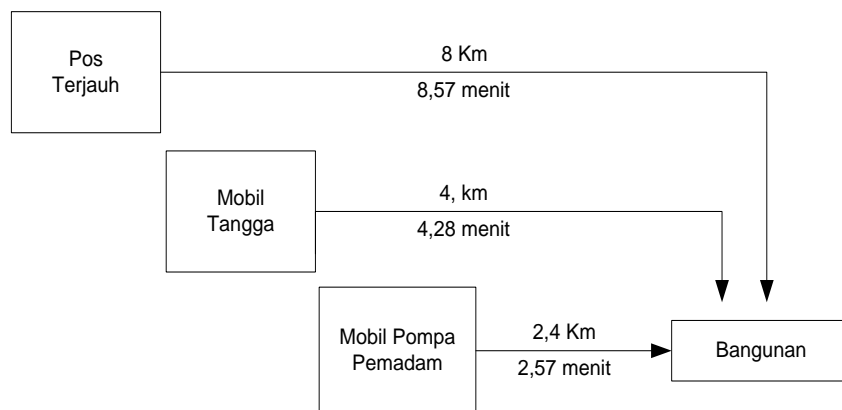 Pos
Terjauh
8 Km
8,57 menit
Mobil
Tangga
4, km
4,28 menit
Mobil Pompa
Pemadam
2,4 Km
2,57 menit
Bangunan